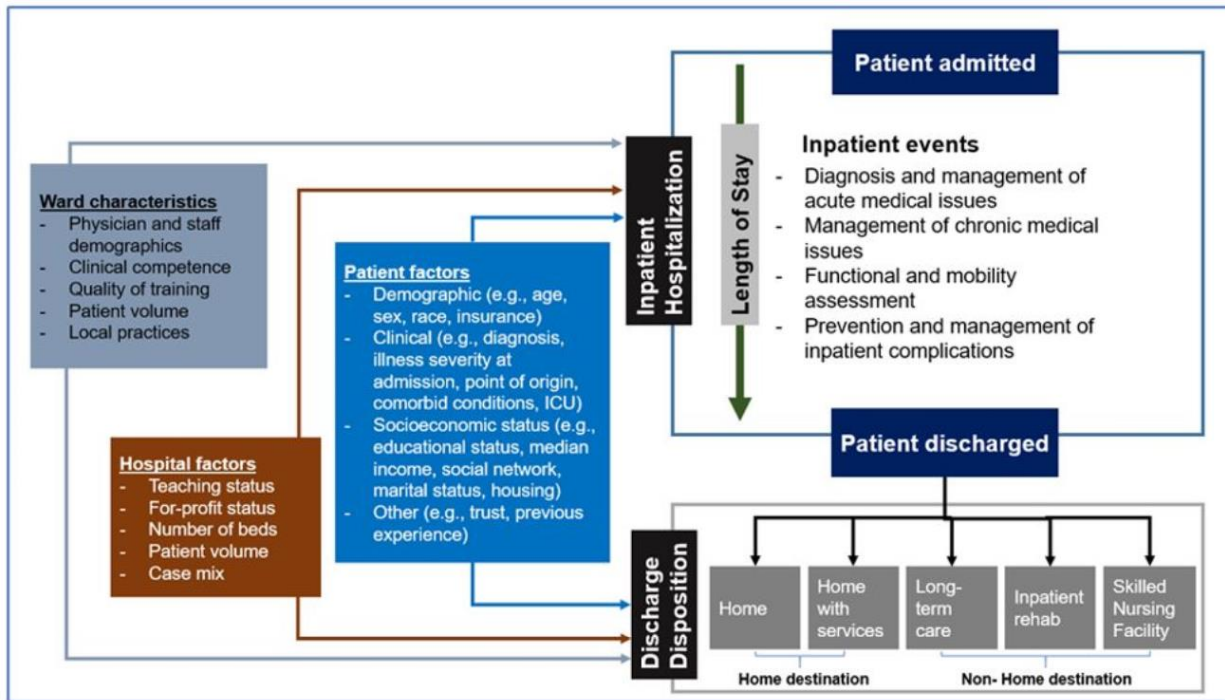 Patient admitted
Inpatient
Hospitalization
Length of Stay
Inpatient events
- Diagnosis and management of
acute medical issues
- Management of chronic medical
issues
- Functional and mobility
assessment
- Prevention and management of
inpatient complications
Ward characteristics
- Physician and staff
demographics
- Clinical competence
- Quality of training
- Patient volume
- Local practices
Patient factors
- Demographic (e.g., age,
sex, race, insurance)
- Clinical (e.g., diagnosis,
illness severity at
admission, point of origin,
comorbid conditions, ICU)
- Socioeconomic status (e.g.,
educational status, median
income, social network,
marital status, housing)
- Other (e.g., trust, previous
experience)
Hospital factors
- Teaching status
- For-profit status
- Number of beds
- Patient volume
- Case mix
Patient discharged
Discharge
Disposition
Home
Home
with
services
Long-
term
care
Inpatient
rehab
Skilled
Nursing
Facility
Home destination
Non- Home destination